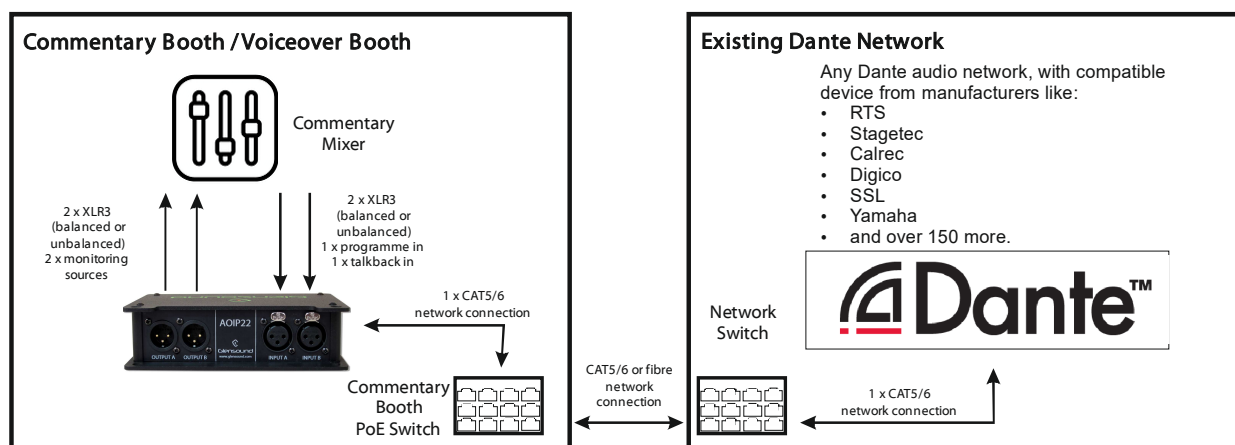 Commentary Booth / Voiceover Booth
Commentary
Mixer
2 x XLR3
(balanced or
unbalanced)
2 x monitoring
sources
2 x XLR3
(balanced or
unbalanced)
1 x programme in
1 x talkback in
AOIP22
Glensound
www.glensound.com
OUTPUT A
OUTPUT B
INPUT A
INPUT B
1 x CAT5/6
network connection
Commentary
Booth
PoE Switch
CAT5/6 or fibre
network
connection
Existing Dante Network
Any Dante audio network, with compatible
device from manufacturers like:
• RTS
• Stagetec
• Calrec
• Digico
• SSL
• Yamaha
• and over 150 more.
Dante™
Network
Switch
1 x CAT5/6
network connection